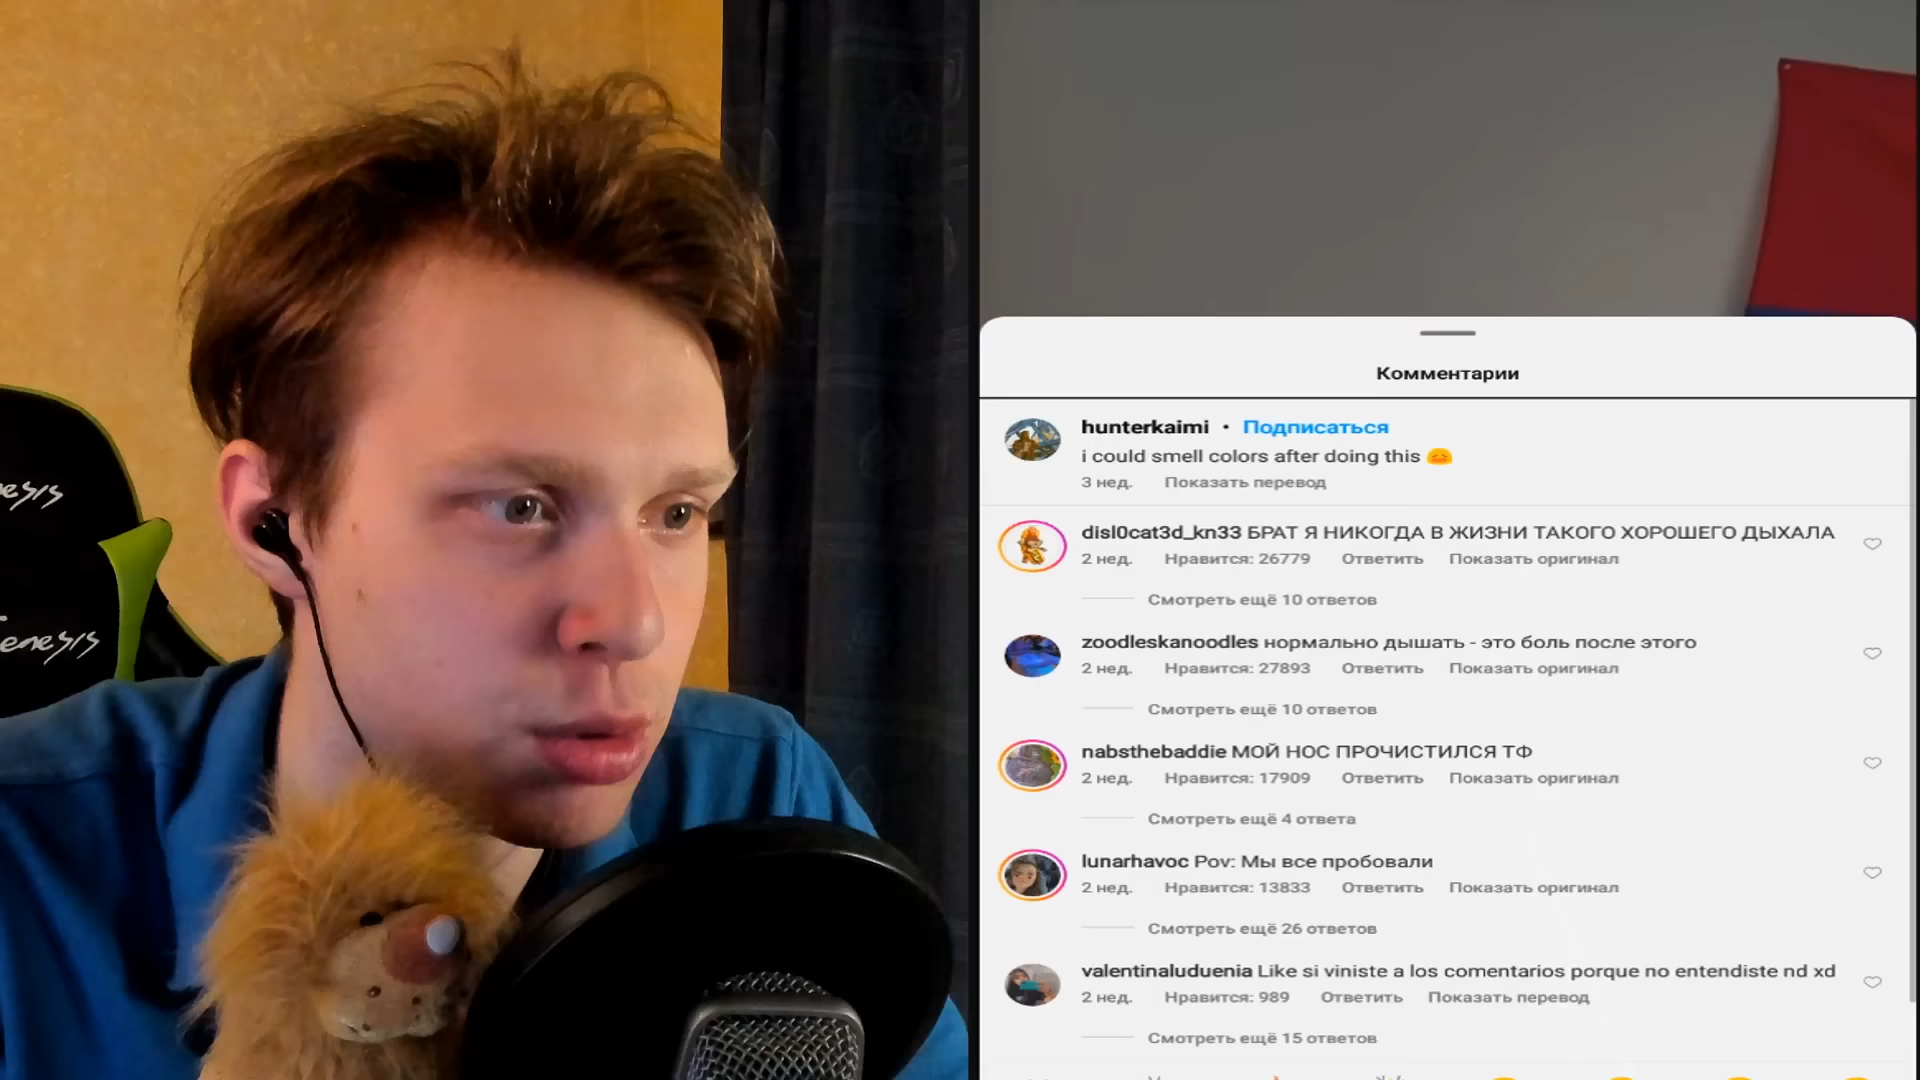 esis
enesis
Комментарии
hunterkaimi • Подписаться
i could smell colors after doing this
3 нед. Показать перевод
disl0cat3d_kn33 БРАТ Я НИКОГДА В ЖИЗНИ ТАКОГО ХОРОШЕГО ДЫХАЛА
2 нед. Нравится: 26779 Ответить Показать оригинал
Смотреть ещё 10 ответов
zoodleskanoodles нормально дышать - это боль после этого
2 нед. Нравится: 27893 Ответить Показать оригинал
Смотреть ещё 10 ответов
nabsthebaddie МОЙ НОС ПРОЧИСТИЛСЯ ТФ
2 нед. Нравится: 17909 Ответить Показать оригинал
Смотреть ещё 4 ответа
lunarhavoc Pov: Мы все пробовали
2 нед. Нравится: 13833 Ответить Показать оригинал
Смотреть ещё 26 ответов
valentinaluduenia Like si viniste a los comentarios porque no entendiste nd xd
2 нед. Нравится: 989 Ответить Показать перевод
Смотреть ещё 15 ответов